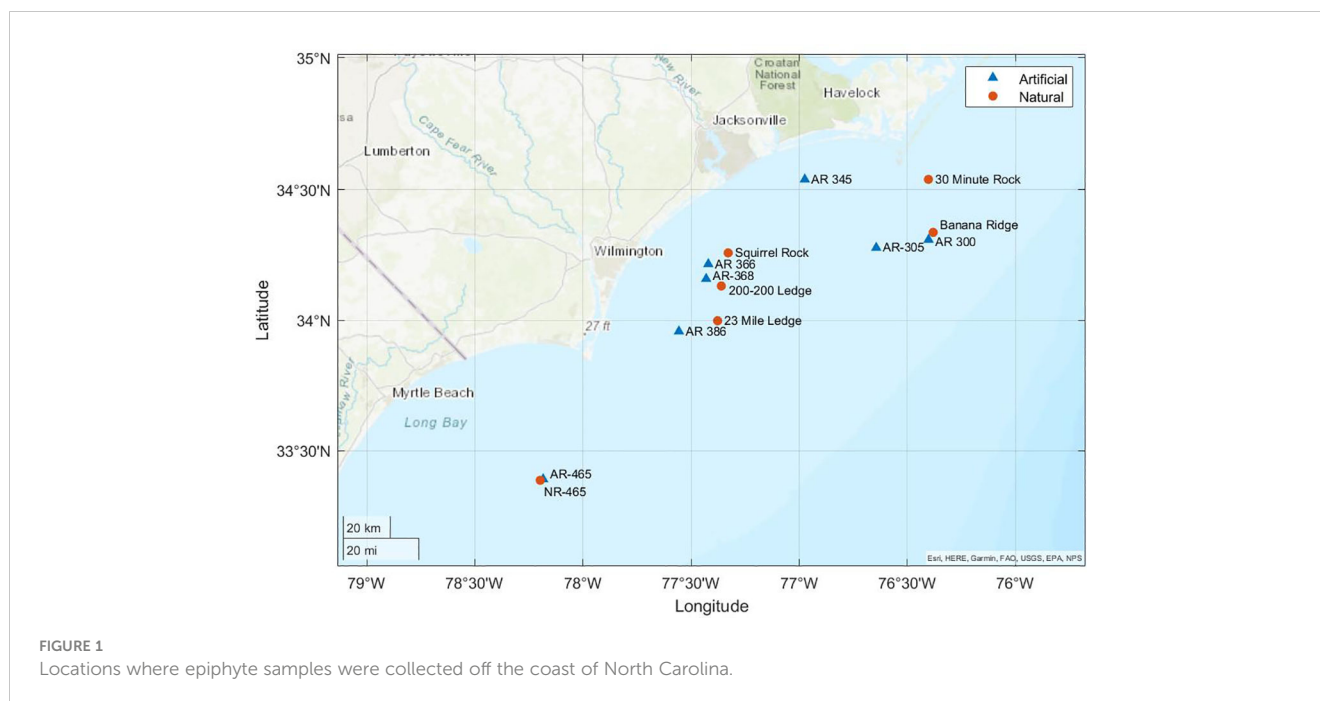 35°N
34°30'N
34°N
33°30'N
Latitude
79°W
78°30'W
78°W
77°30'W
77°W
76°30'W
76°W
Longitude
Artificial
Natural
Croatan
National
Forest
Havelock
New River
Jacksonville
Cape Fear River
Lumberton
AR 345
30 Minute Rock
Banana Ridge
AR 300
AR-305
Wilmington
Squirrel Rock
AR 366
AR-368
200-200 Ledge
23 Mile Ledge
27 ft
AR 386
Myrtle Beach
Long Bay
AR-465
NR-465
20 km
20 mi
Esri, HERE, Garmin, FAO, USGS, EPA, NPS
FIGURE 1
Locations where epiphyte samples were collected off the coast of North Carolina.